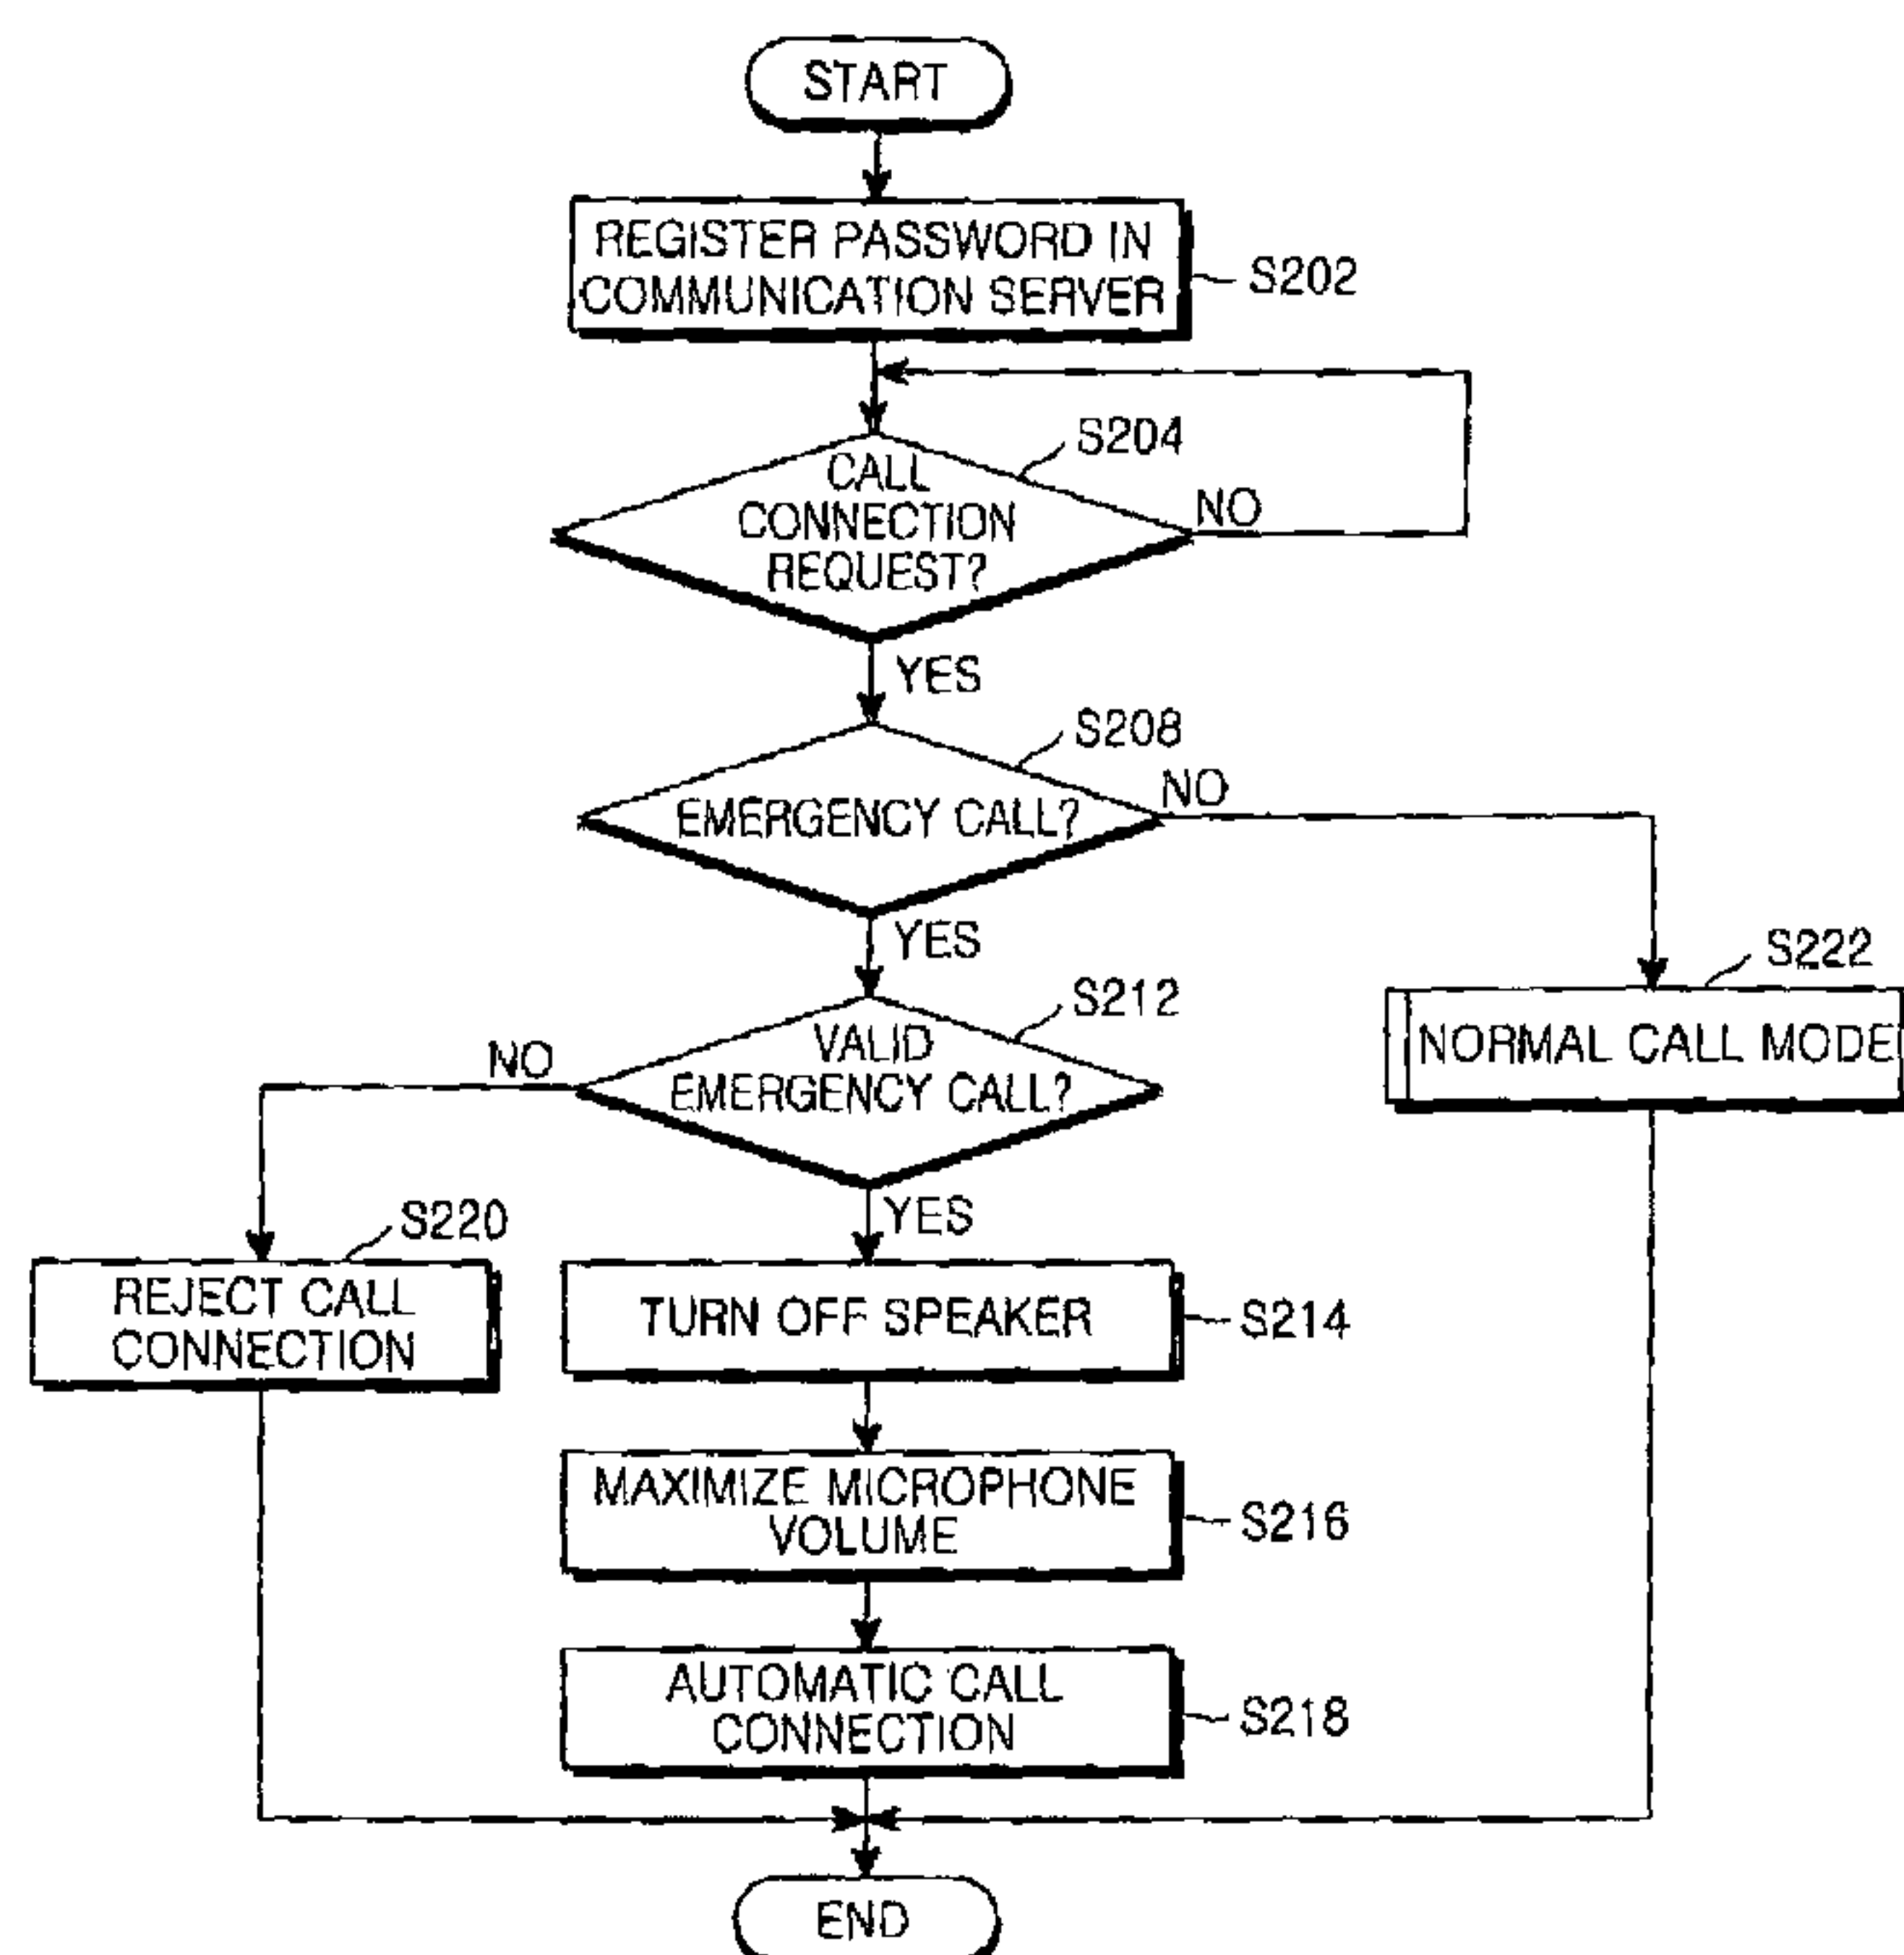 START
REGISTER PASSWORD IN
COMMUNICATION SERVER
S202
S204
CALL
CONNECTION
REQUEST?
NO
YES
S208
EMERGENCY CALL?
NO
YES
S212
VALID
EMERGENCY CALL?
NO
YES
S222
NORMAL CALL MODE
S220
REJECT CALL
CONNECTION
TURN OFF SPEAKER
S214
MAXIMIZE MICROPHONE
VOLUME
S216
AUTOMATIC CALL
CONNECTION
S218
END